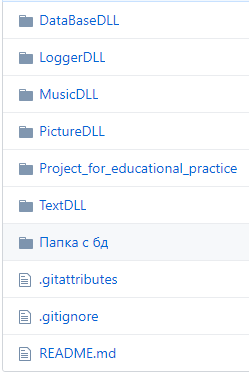 DataBaseDLL
LoggerDLL
MusicDLL
PictureDLL
Project_for_educational_practice
TextDLL
Папка с бд
.gitattributes
.gitignore
README.md